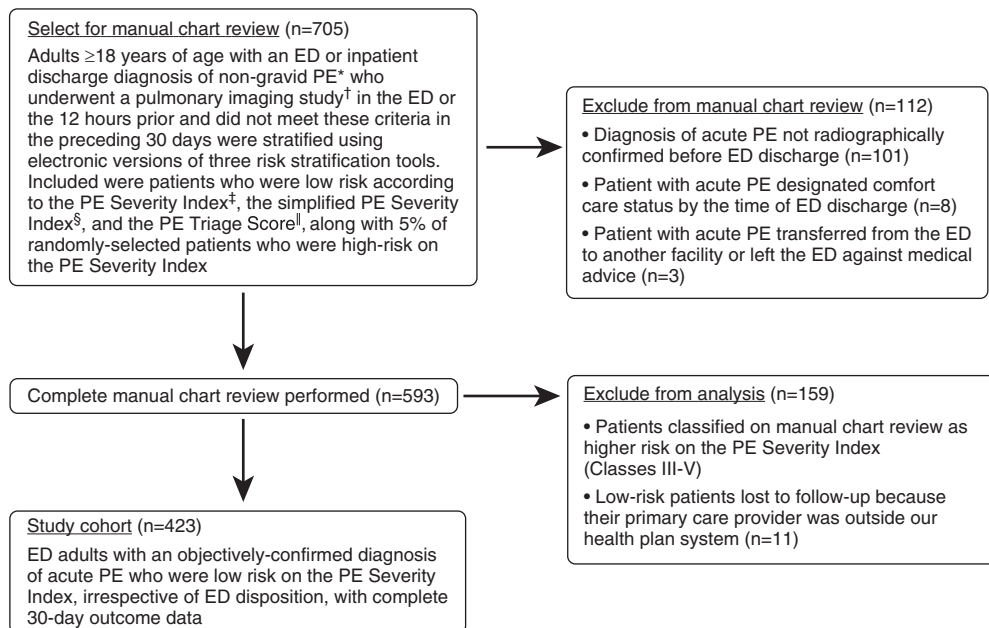 Select for manual chart review (n=705)
Adults ≥18 years of age with an ED or inpatient
discharge diagnosis of non-gravid PE* who
underwent a pulmonary imaging study† in the ED or
the 12 hours prior and did not meet these criteria in
the preceding 30 days were stratified using
electronic versions of three risk stratification tools.
Included were patients who were low risk according
to the PE Severity Index‡, the simplified PE Severity
Index§, and the PE Triage Score‖, along with 5% of
randomly-selected patients who were high-risk on
the PE Severity Index
Exclude from manual chart review (n=112)
• Diagnosis of acute PE not radiographically
confirmed before ED discharge (n=101)
• Patient with acute PE designated comfort
care status by the time of ED discharge (n=8)
• Patient with acute PE transferred from the ED
to another facility or left the ED against medical
advice (n=3)
Complete manual chart review performed (n=593)
Exclude from analysis (n=159)
• Patients classified on manual chart review as
higher risk on the PE Severity Index
(Classes III-V)
• Low-risk patients lost to follow-up because
their primary care provider was outside our
health plan system (n=11)
Study cohort (n=423)
ED adults with an objectively-confirmed diagnosis
of acute PE who were low risk on the PE Severity
Index, irrespective of ED disposition, with complete
30-day outcome data